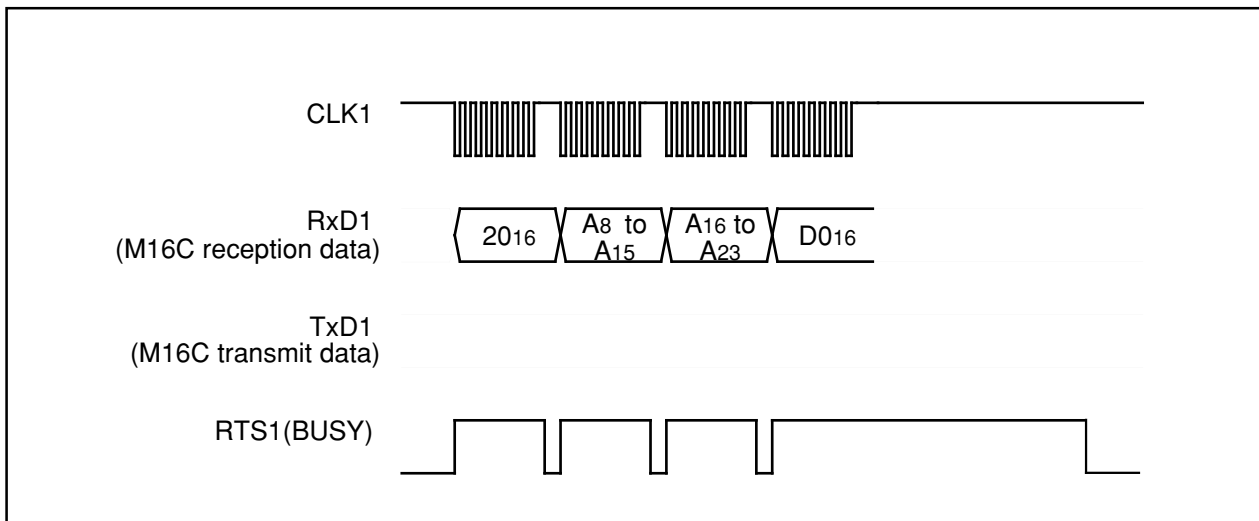 CLK1
RxD1
(M16C reception data)
2016
A8 to
A15
A16 to
A23
D016
TxD1
(M16C transmit data)
RTS1(BUSY)